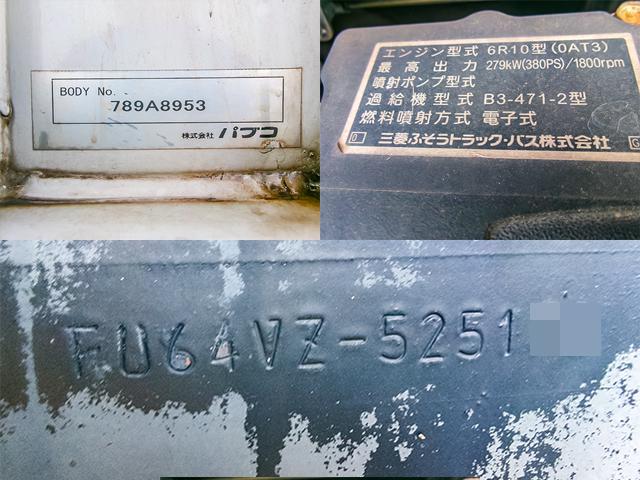 BODY No.
789A8953
株式会社 パブコ
エンジン型式 6R10型(0AT3)
最高出力 279kW(380PS)/1800rpm
噴射ポンプ型式
過給機型式 B3-471-2型
燃料噴射方式 電子式
0 三菱ふそうトラック・バス株式会社 G
FU64VZ-5251